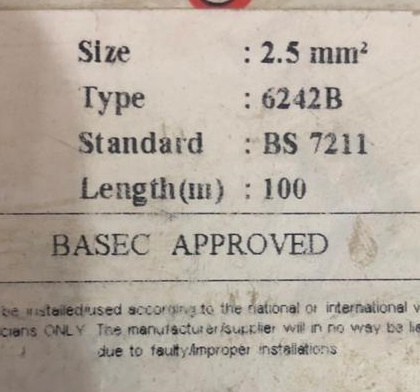 Size : 2.5 mm²
Type : 6242B
Standard : BS 7211
Length(m) : 100
BASEC APPROVED
be installed/used according to the national or international
cians ONLY The manufacturer/supplier will in no way be
due to faulty/improper installations